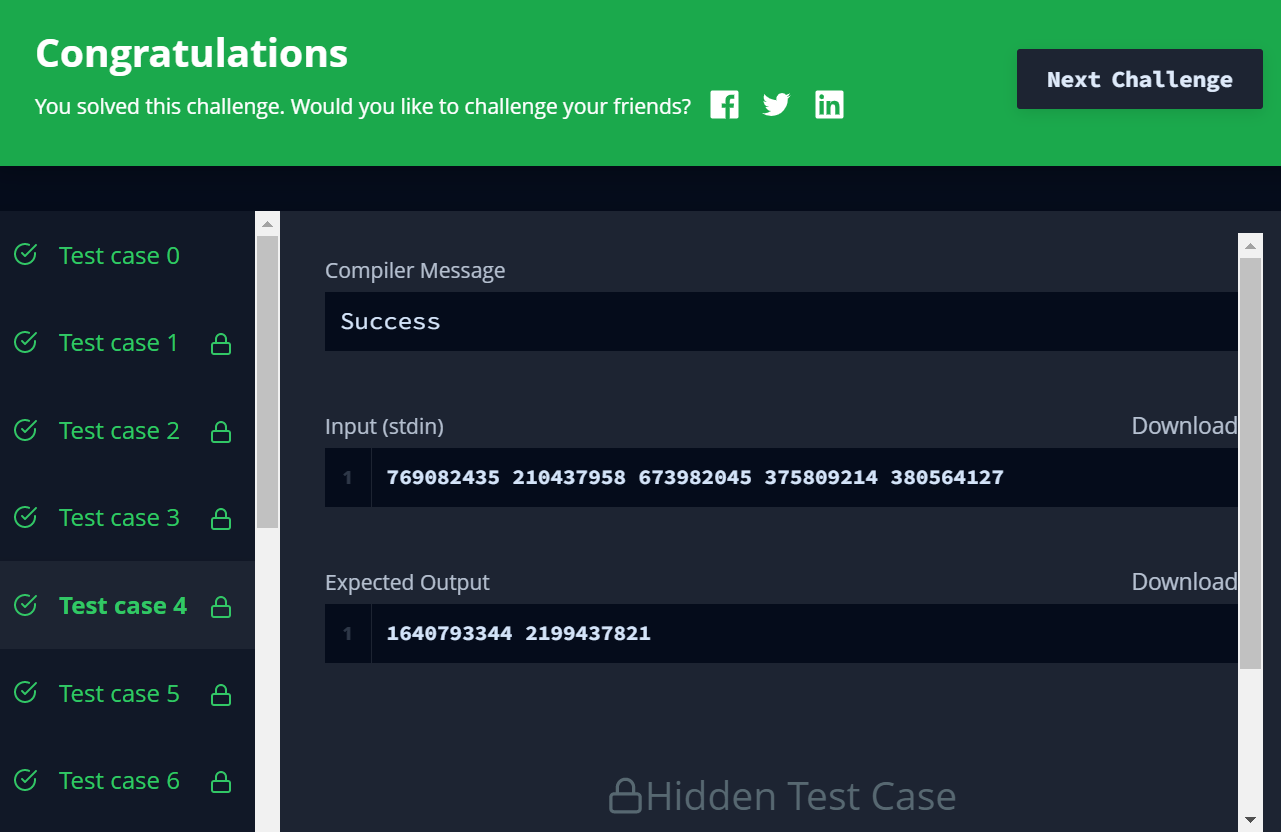 Congratulations
You solved this challenge. Would you like to challenge your friends?
Next Challenge
Test case 0
Test case 1
Test case 2
Test case 3
Test case 4
Test case 5
Test case 6
Compiler Message
Success
Input (stdin)
Download
1 769082435 210437958 673982045 375809214 380564127
Expected Output
Download
1 1640793344 2199437821
Hidden Test Case